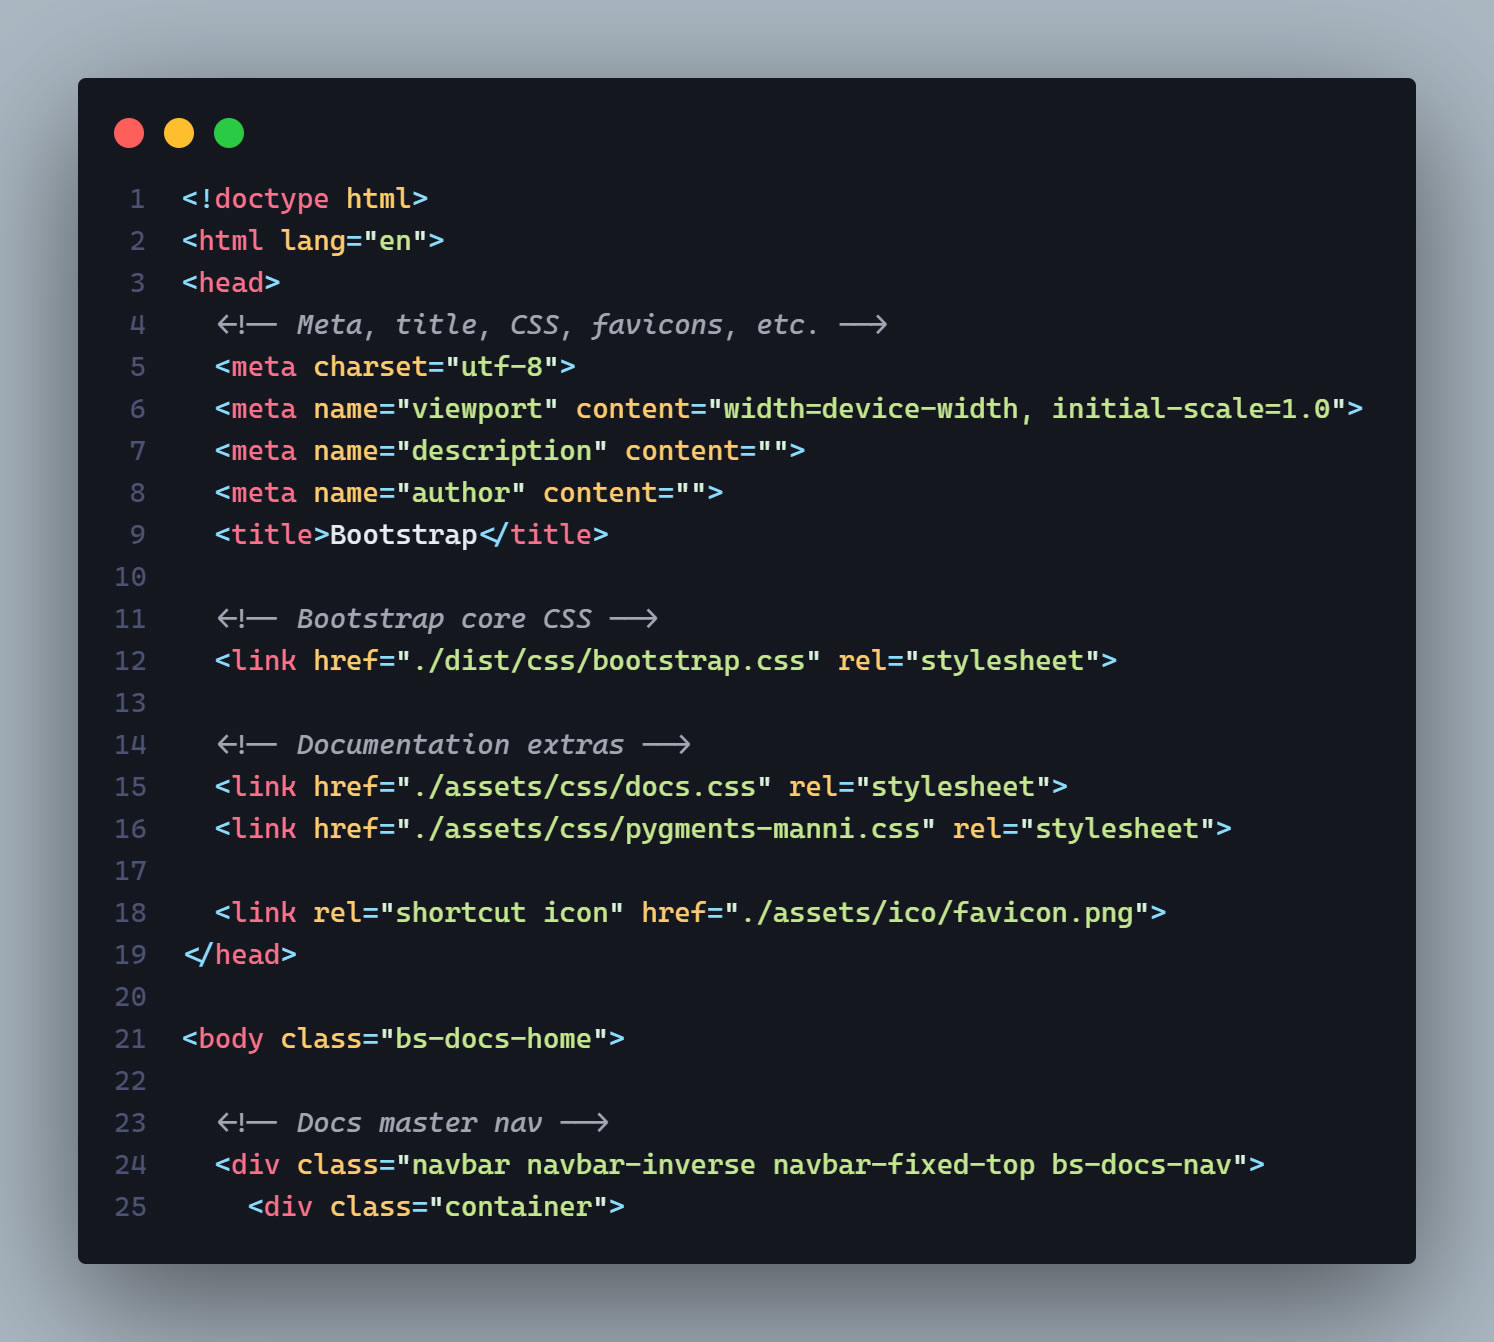 1 <!doctype html>
2 <html lang="en">
3 <head>
4   <!-- Meta, title, CSS, favicons, etc. -->
5   <meta charset="utf-8">
6   <meta name="viewport" content="width=device-width, initial-scale=1.0">
7   <meta name="description" content="">
8   <meta name="author" content="">
9   <title>Bootstrap</title>
10
11   <!-- Bootstrap core CSS -->
12   <link href="./dist/css/bootstrap.css" rel="stylesheet">
13
14   <!-- Documentation extras -->
15   <link href="./assets/css/docs.css" rel="stylesheet">
16   <link href="./assets/css/pygments-manni.css" rel="stylesheet">
17
18   <link rel="shortcut icon" href="./assets/ico/favicon.png">
19 </head>
20
21 <body class="bs-docs-home">
22
23   <!-- Docs master nav -->
24   <div class="navbar navbar-inverse navbar-fixed-top bs-docs-nav">
25     <div class="container">